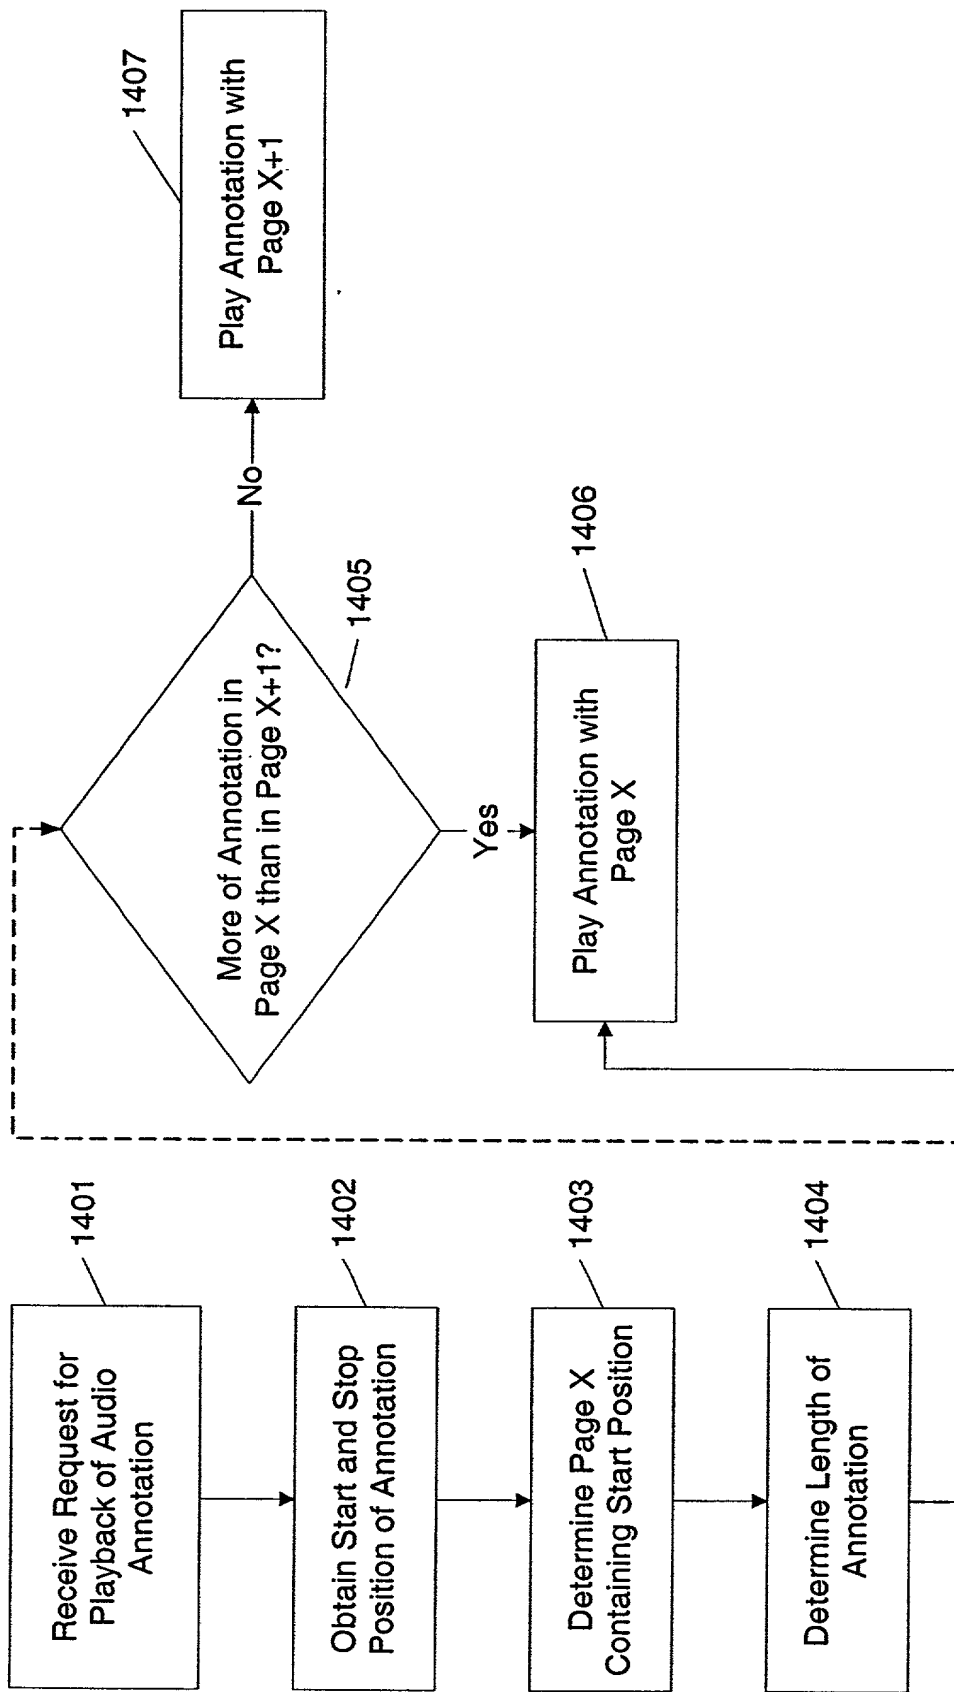 1401
Receive Request for
Playback of Audio
Annotation
1402
Obtain Start and Stop
Position of Annotation
1403
Determine Page X
Containing Start Position
1404
Determine Length of
Annotation
More of Annotation in
Page X than in Page X+1?
1405
Yes
No
1406
Play Annotation with
Page X
1407
Play Annotation with
Page X+1